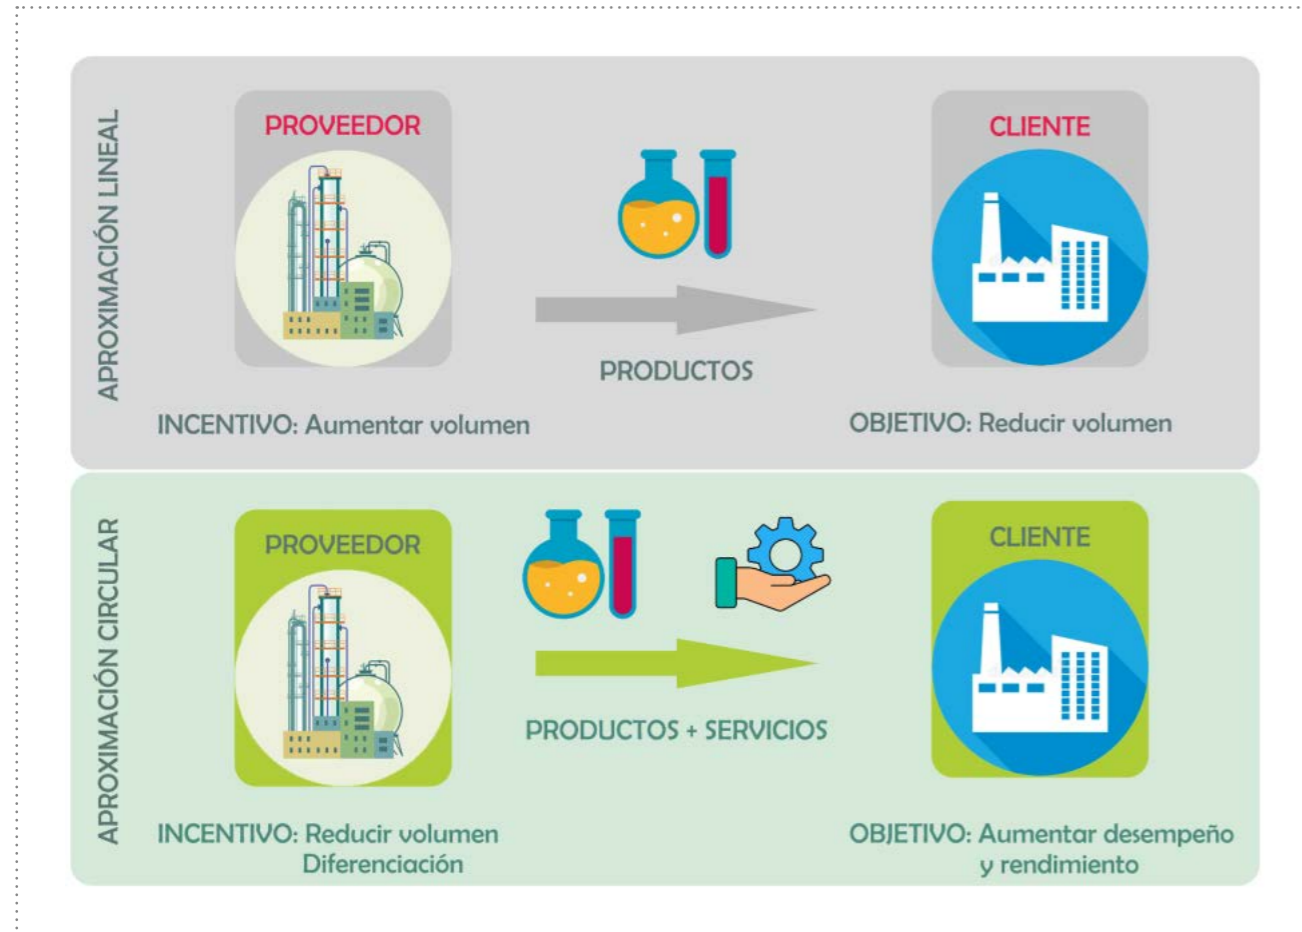 APROXIMACIÓN LINEAL
PROVEEDOR
CLIENTE
PRODUCTOS
INCENTIVO: Aumentar volumen
OBJETIVO: Reducir volumen
APROXIMACIÓN CIRCULAR
PROVEEDOR
CLIENTE
PRODUCTOS + SERVICIOS
INCENTIVO: Reducir volumen
Diferenciación
OBJETIVO: Aumentar desempeño
y rendimiento